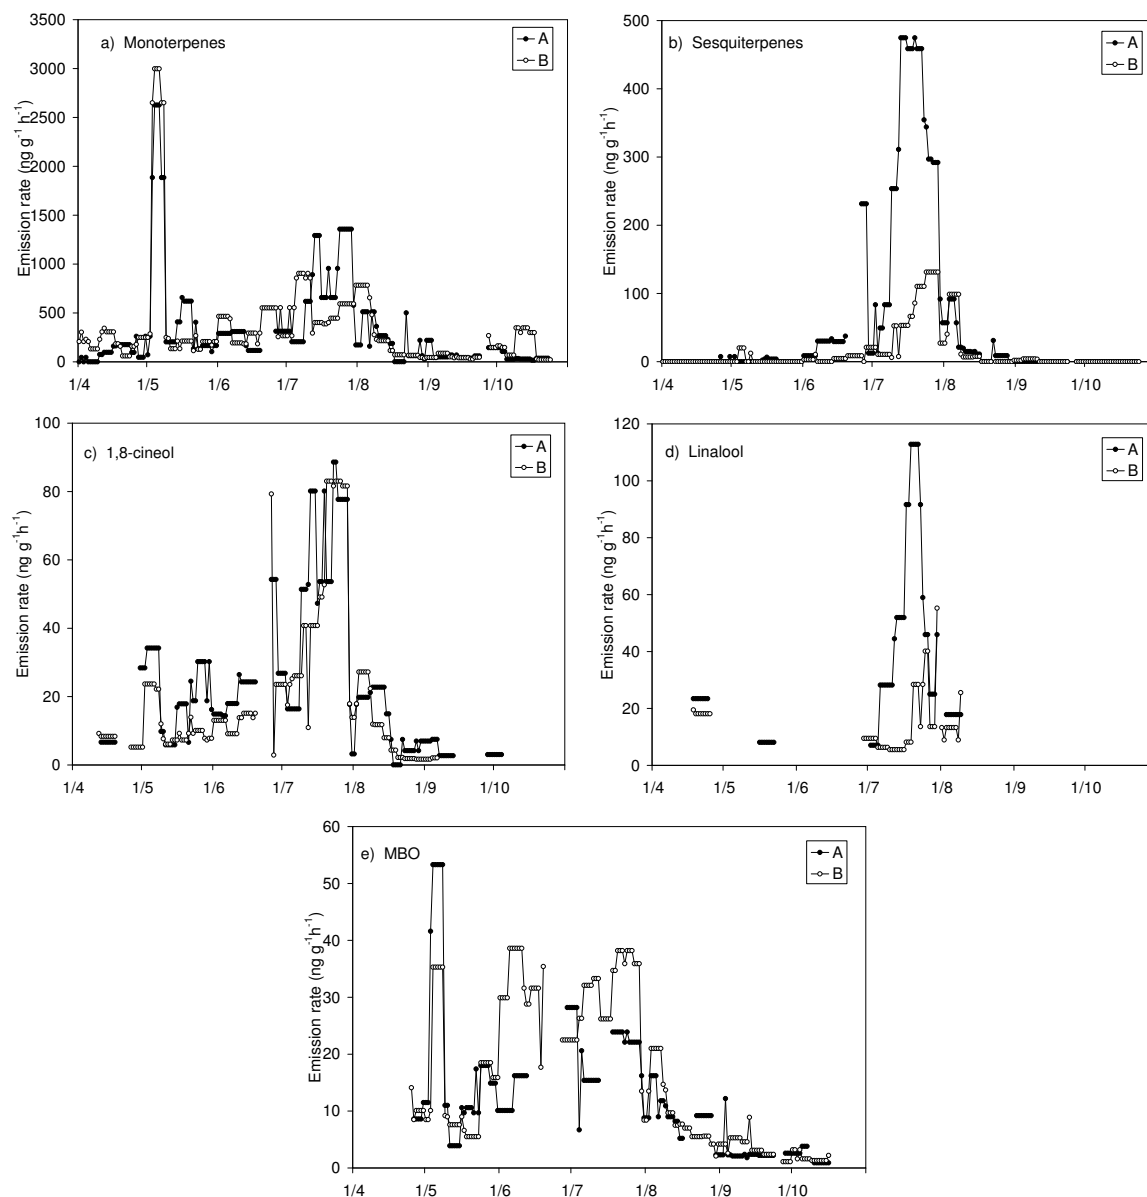 a) Monoterpenes
A
B
Emission rate (ng g⁻¹h⁻¹)
3500
3000
2500
2000
1500
1000
500
0
1/4 1/5 1/6 1/7 1/8 1/9 1/10
b) Sesquiterpenes
A
B
Emission rate (ng g⁻¹h⁻¹)
500
400
300
200
100
0
1/4 1/5 1/6 1/7 1/8 1/9 1/10
c) 1,8-cineol
A
B
Emission rate (ng g⁻¹h⁻¹)
100
80
60
40
20
0
1/4 1/5 1/6 1/7 1/8 1/9 1/10
d) Linalool
A
B
Emission rate (ng g⁻¹h⁻¹)
120
100
80
60
40
20
0
1/4 1/5 1/6 1/7 1/8 1/9 1/10
e) MBO
A
B
Emission rate (ng g⁻¹h⁻¹)
60
50
40
30
20
10
0
1/4 1/5 1/6 1/7 1/8 1/9 1/10